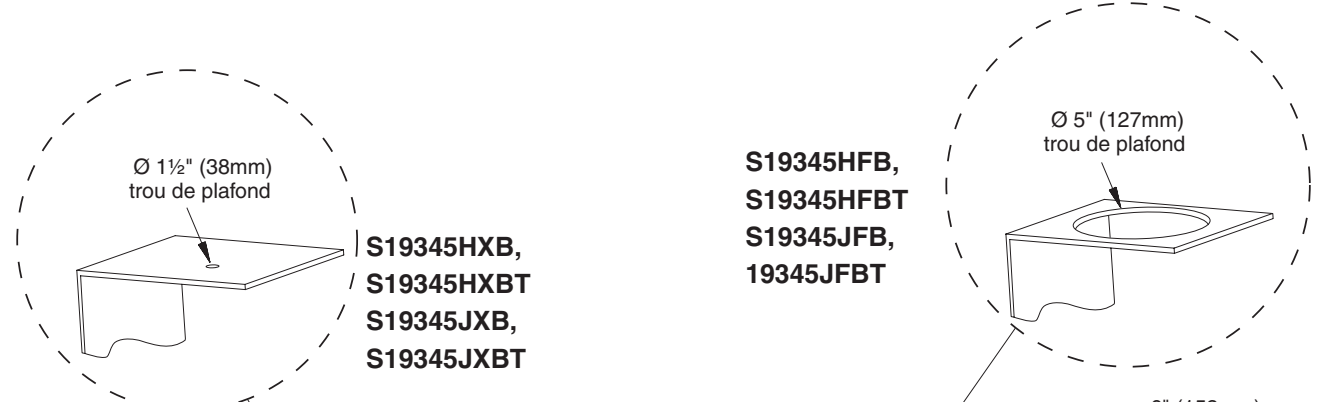 Ø 1½" (38mm)
trou de plafond
S19345HXB,
S19345HXBT
S19345JXB,
S19345JXBT
Ø 5" (127mm)
trou de plafond
S19345HFB,
S19345HFBT
S19345JFB,
19345JFBT